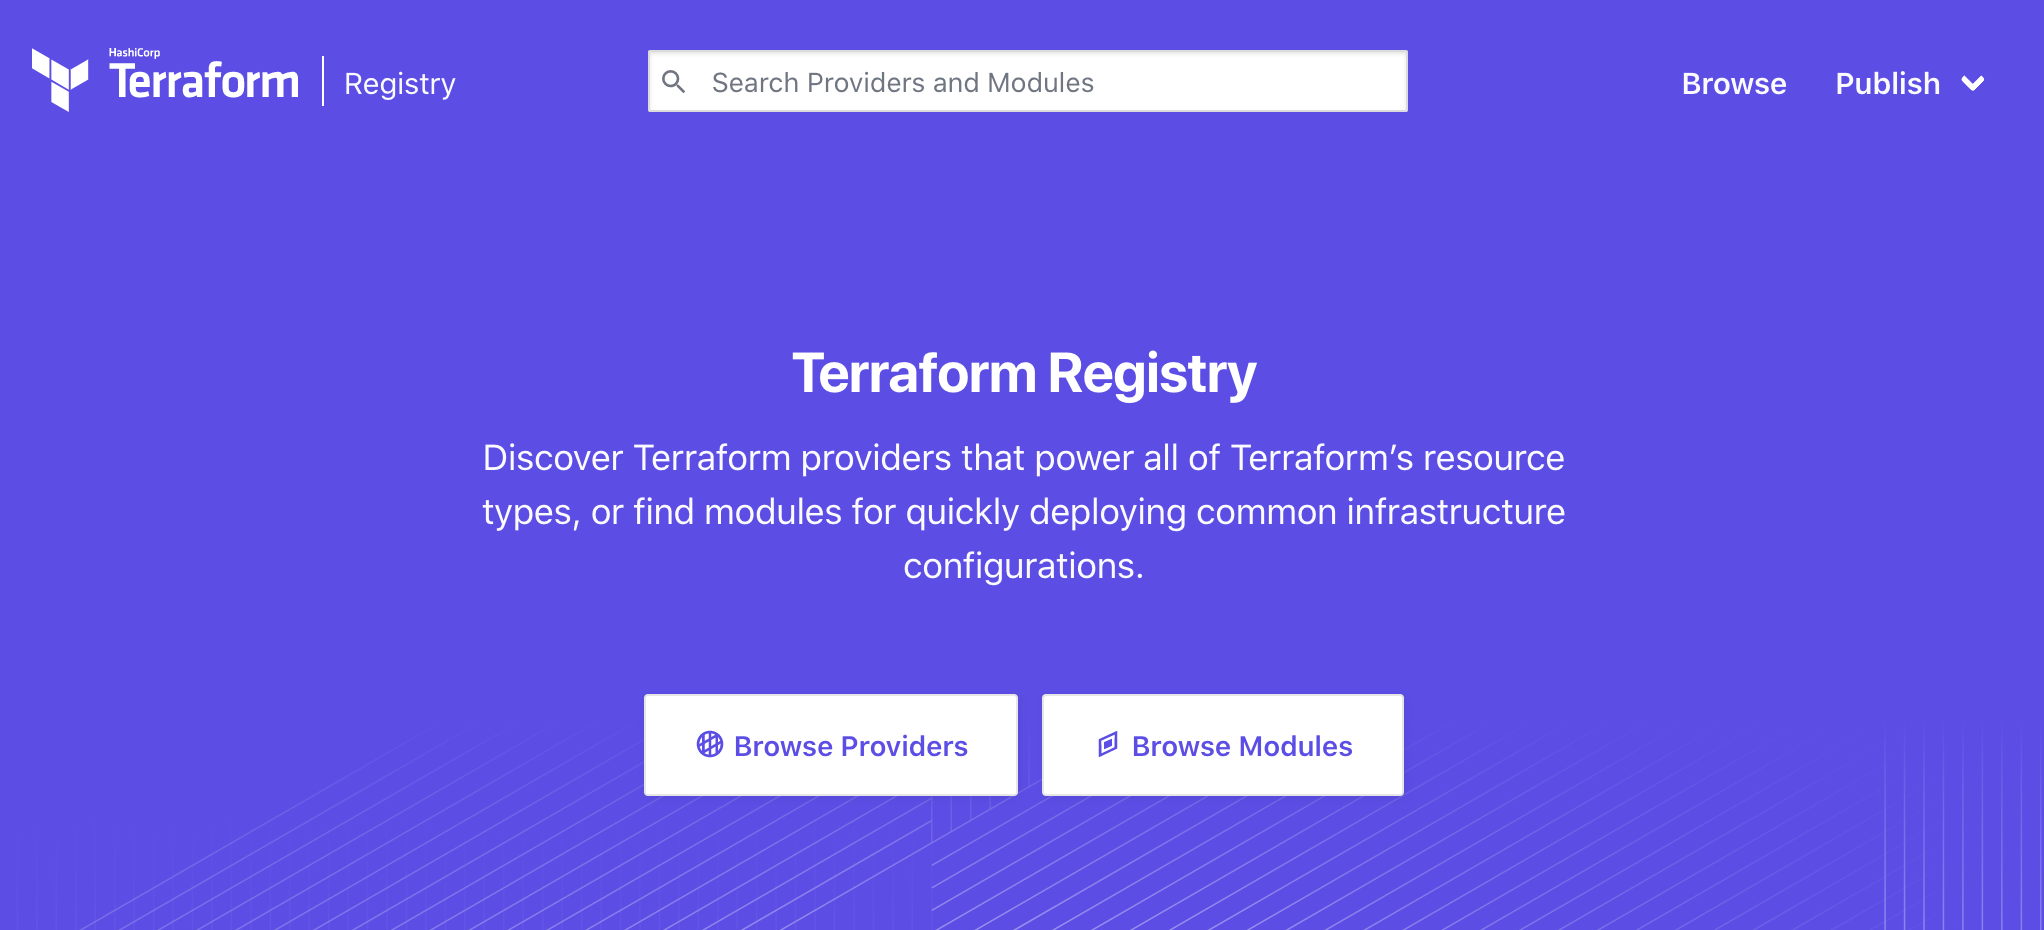 HashiCorp
Terraform
Registry
Search Providers and Modules
Browse
Publish
Terraform Registry
Discover Terraform providers that power all of Terraform’s resource
types, or find modules for quickly deploying common infrastructure
configurations.
Browse Providers
Browse Modules